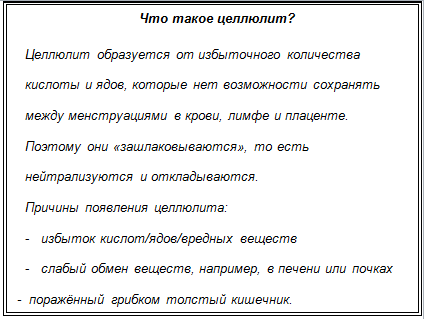 Что такое целлюлит?
Целлюлит образуется от избыточного количества
кислоты и ядов, которые нет возможности сохранять
между менструациями в крови, лимфе и плаценте.
Поэтому они «зашлаковываются», то есть
нейтрализуются и откладываются.
Причины появления целлюлита:
- избыток кислот/ядов/вредных веществ
- слабый обмен веществ, например, в печени или почках
- поражённый грибком толстый кишечник.